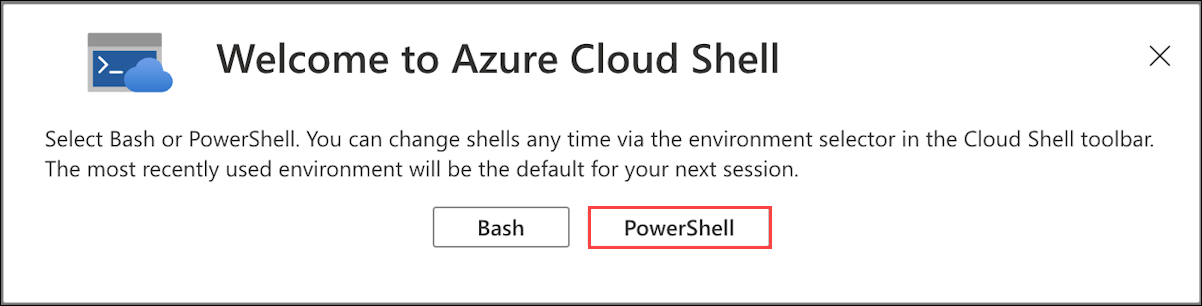 Welcome to Azure Cloud Shell
Select Bash or PowerShell. You can change shells any time via the environment selector in the Cloud Shell toolbar.
The most recently used environment will be the default for your next session.
Bash
PowerShell